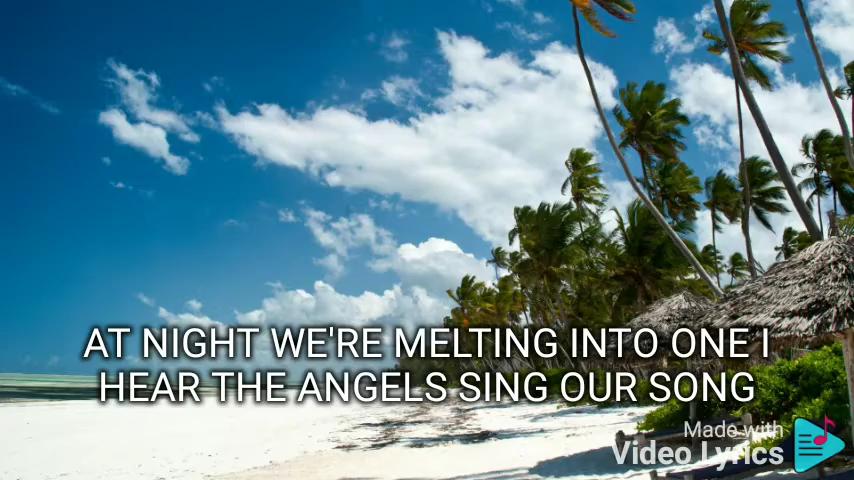 AT NIGHT WE'RE MELTING INTO ONE I
HEAR THE ANGELS SING OUR SONG
Made with
Video Lyrics